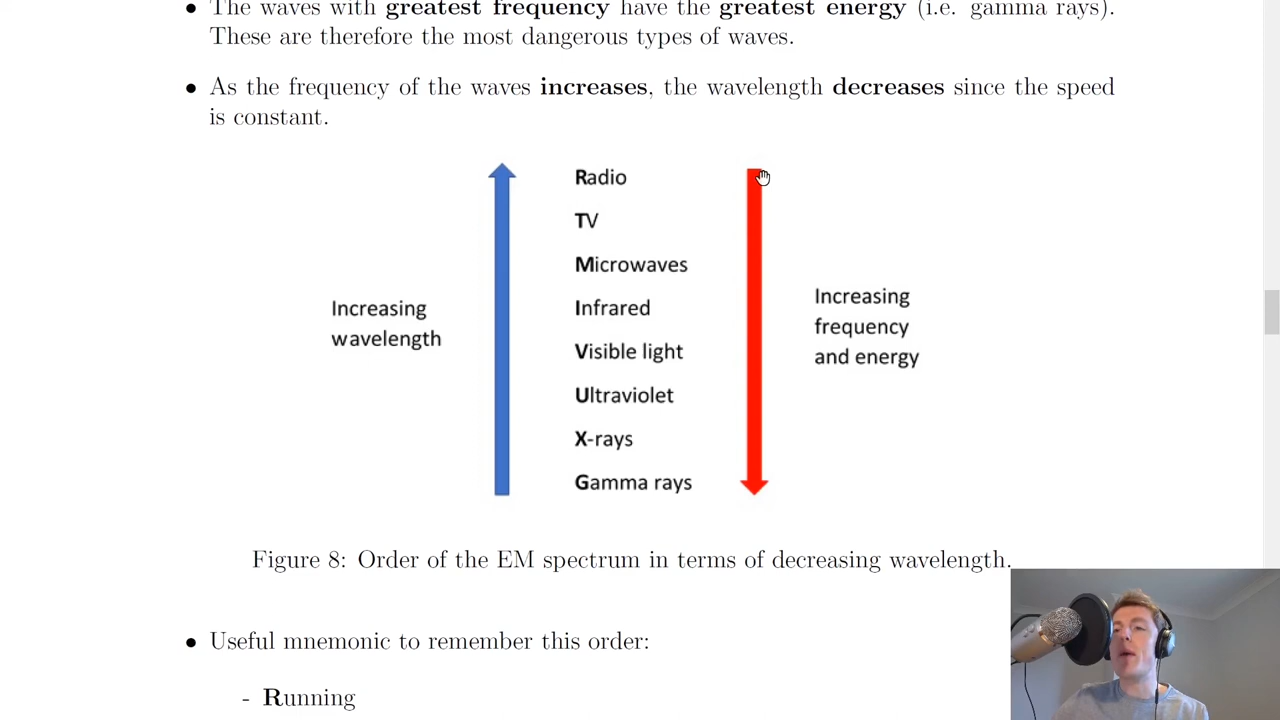 • The waves with greatest frequency have the greatest energy (i.e. gamma rays).
These are therefore the most dangerous types of waves.
• As the frequency of the waves increases, the wavelength decreases since the speed
is constant.
Radio
TV
Microwaves
Infrared
Visible light
Ultraviolet
X-rays
Gamma rays
Increasing
wavelength
Increasing
frequency
and energy
Figure 8: Order of the EM spectrum in terms of decreasing wavelength.
• Useful mnemonic to remember this order:
- Running